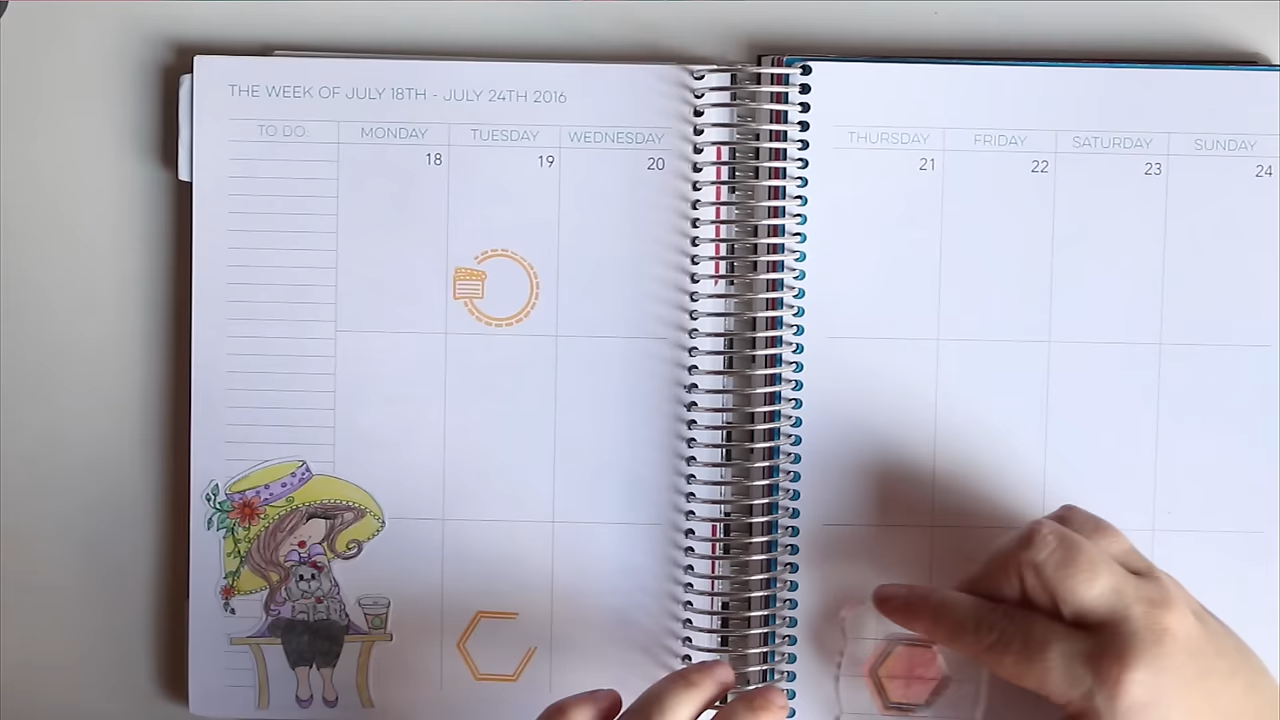 THE WEEK OF JULY 18TH - JULY 24TH 2016
TO DO MONDAY TUESDAY WEDNESDAY THURSDAY FRIDAY SATURDAY SUNDAY
18 19 20 21 22 23 24